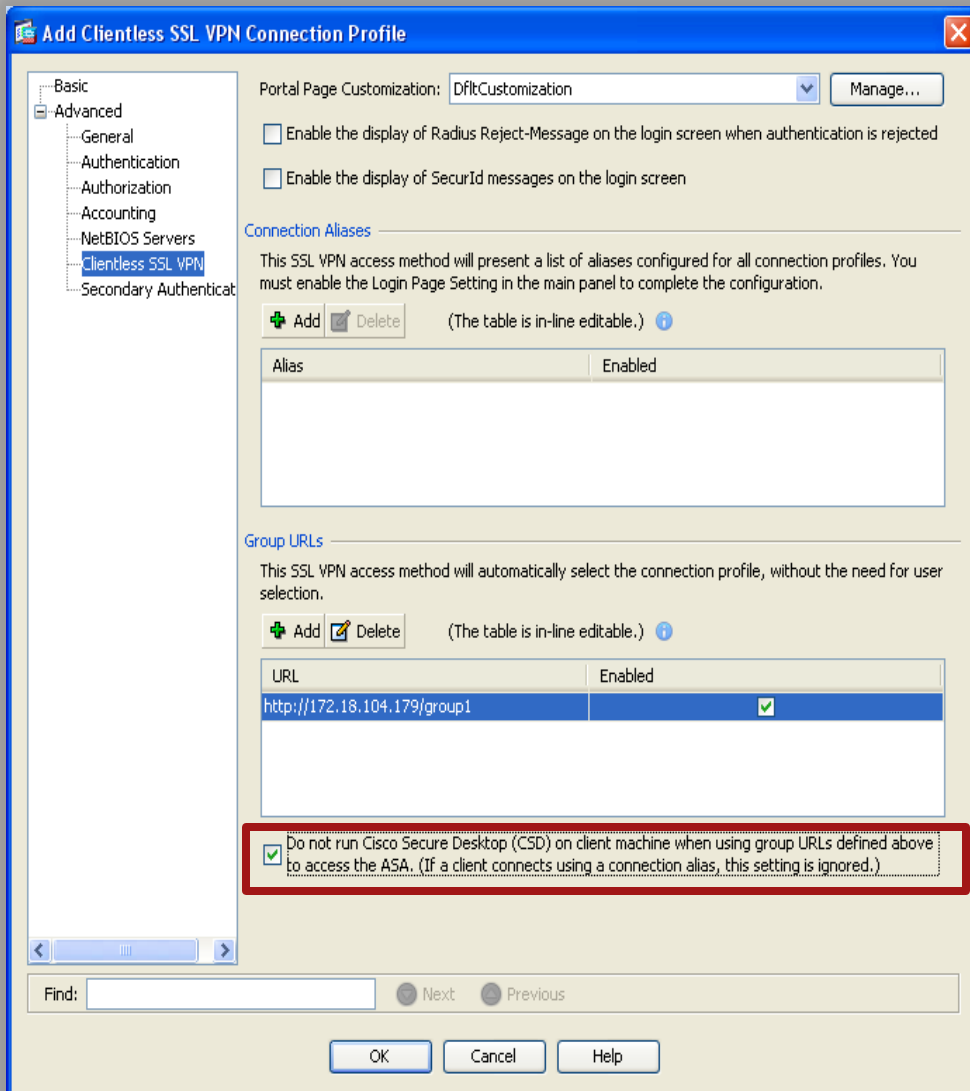 Add Clientless SSL VPN Connection Profile
Basic
Advanced
General
Authentication
Authorization
Accounting
NetBIOS Servers
Clientless SSL VPN
Secondary Authenticat
Portal Page Customization: DfltCustomization Manage...
Enable the display of Radius Reject-Message on the login screen when authentication is rejected
Enable the display of SecurId messages on the login screen
Connection Aliases
This SSL VPN access method will present a list of aliases configured for all connection profiles. You
must enable the Login Page Setting in the main panel to complete the configuration.
Add Delete (The table is in-line editable.)
Alias Enabled
Group URLs
This SSL VPN access method will automatically select the connection profile, without the need for user
selection.
Add Delete (The table is in-line editable.)
URL Enabled
http://172.18.104.179/group1
Do not run Cisco Secure Desktop (CSD) on client machine when using group URLs defined above
to access the ASA. (If a client connects using a connection alias, this setting is ignored.)
Find: Next Previous
OK Cancel Help